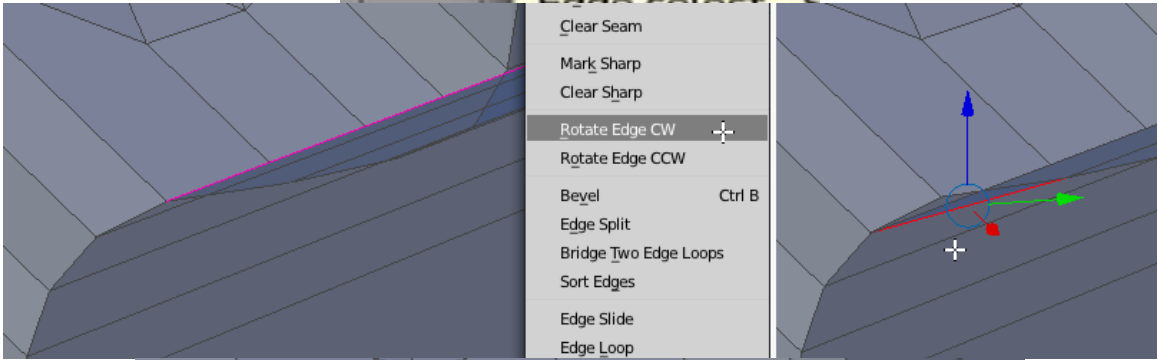 Clear Seam
Mark Sharp
Clear Sharp
Rotate Edge CW
Rotate Edge CCW
Bevel Ctrl B
Edge Split
Bridge Two Edge Loops
Sort Edges
Edge Slide
Edge Loop